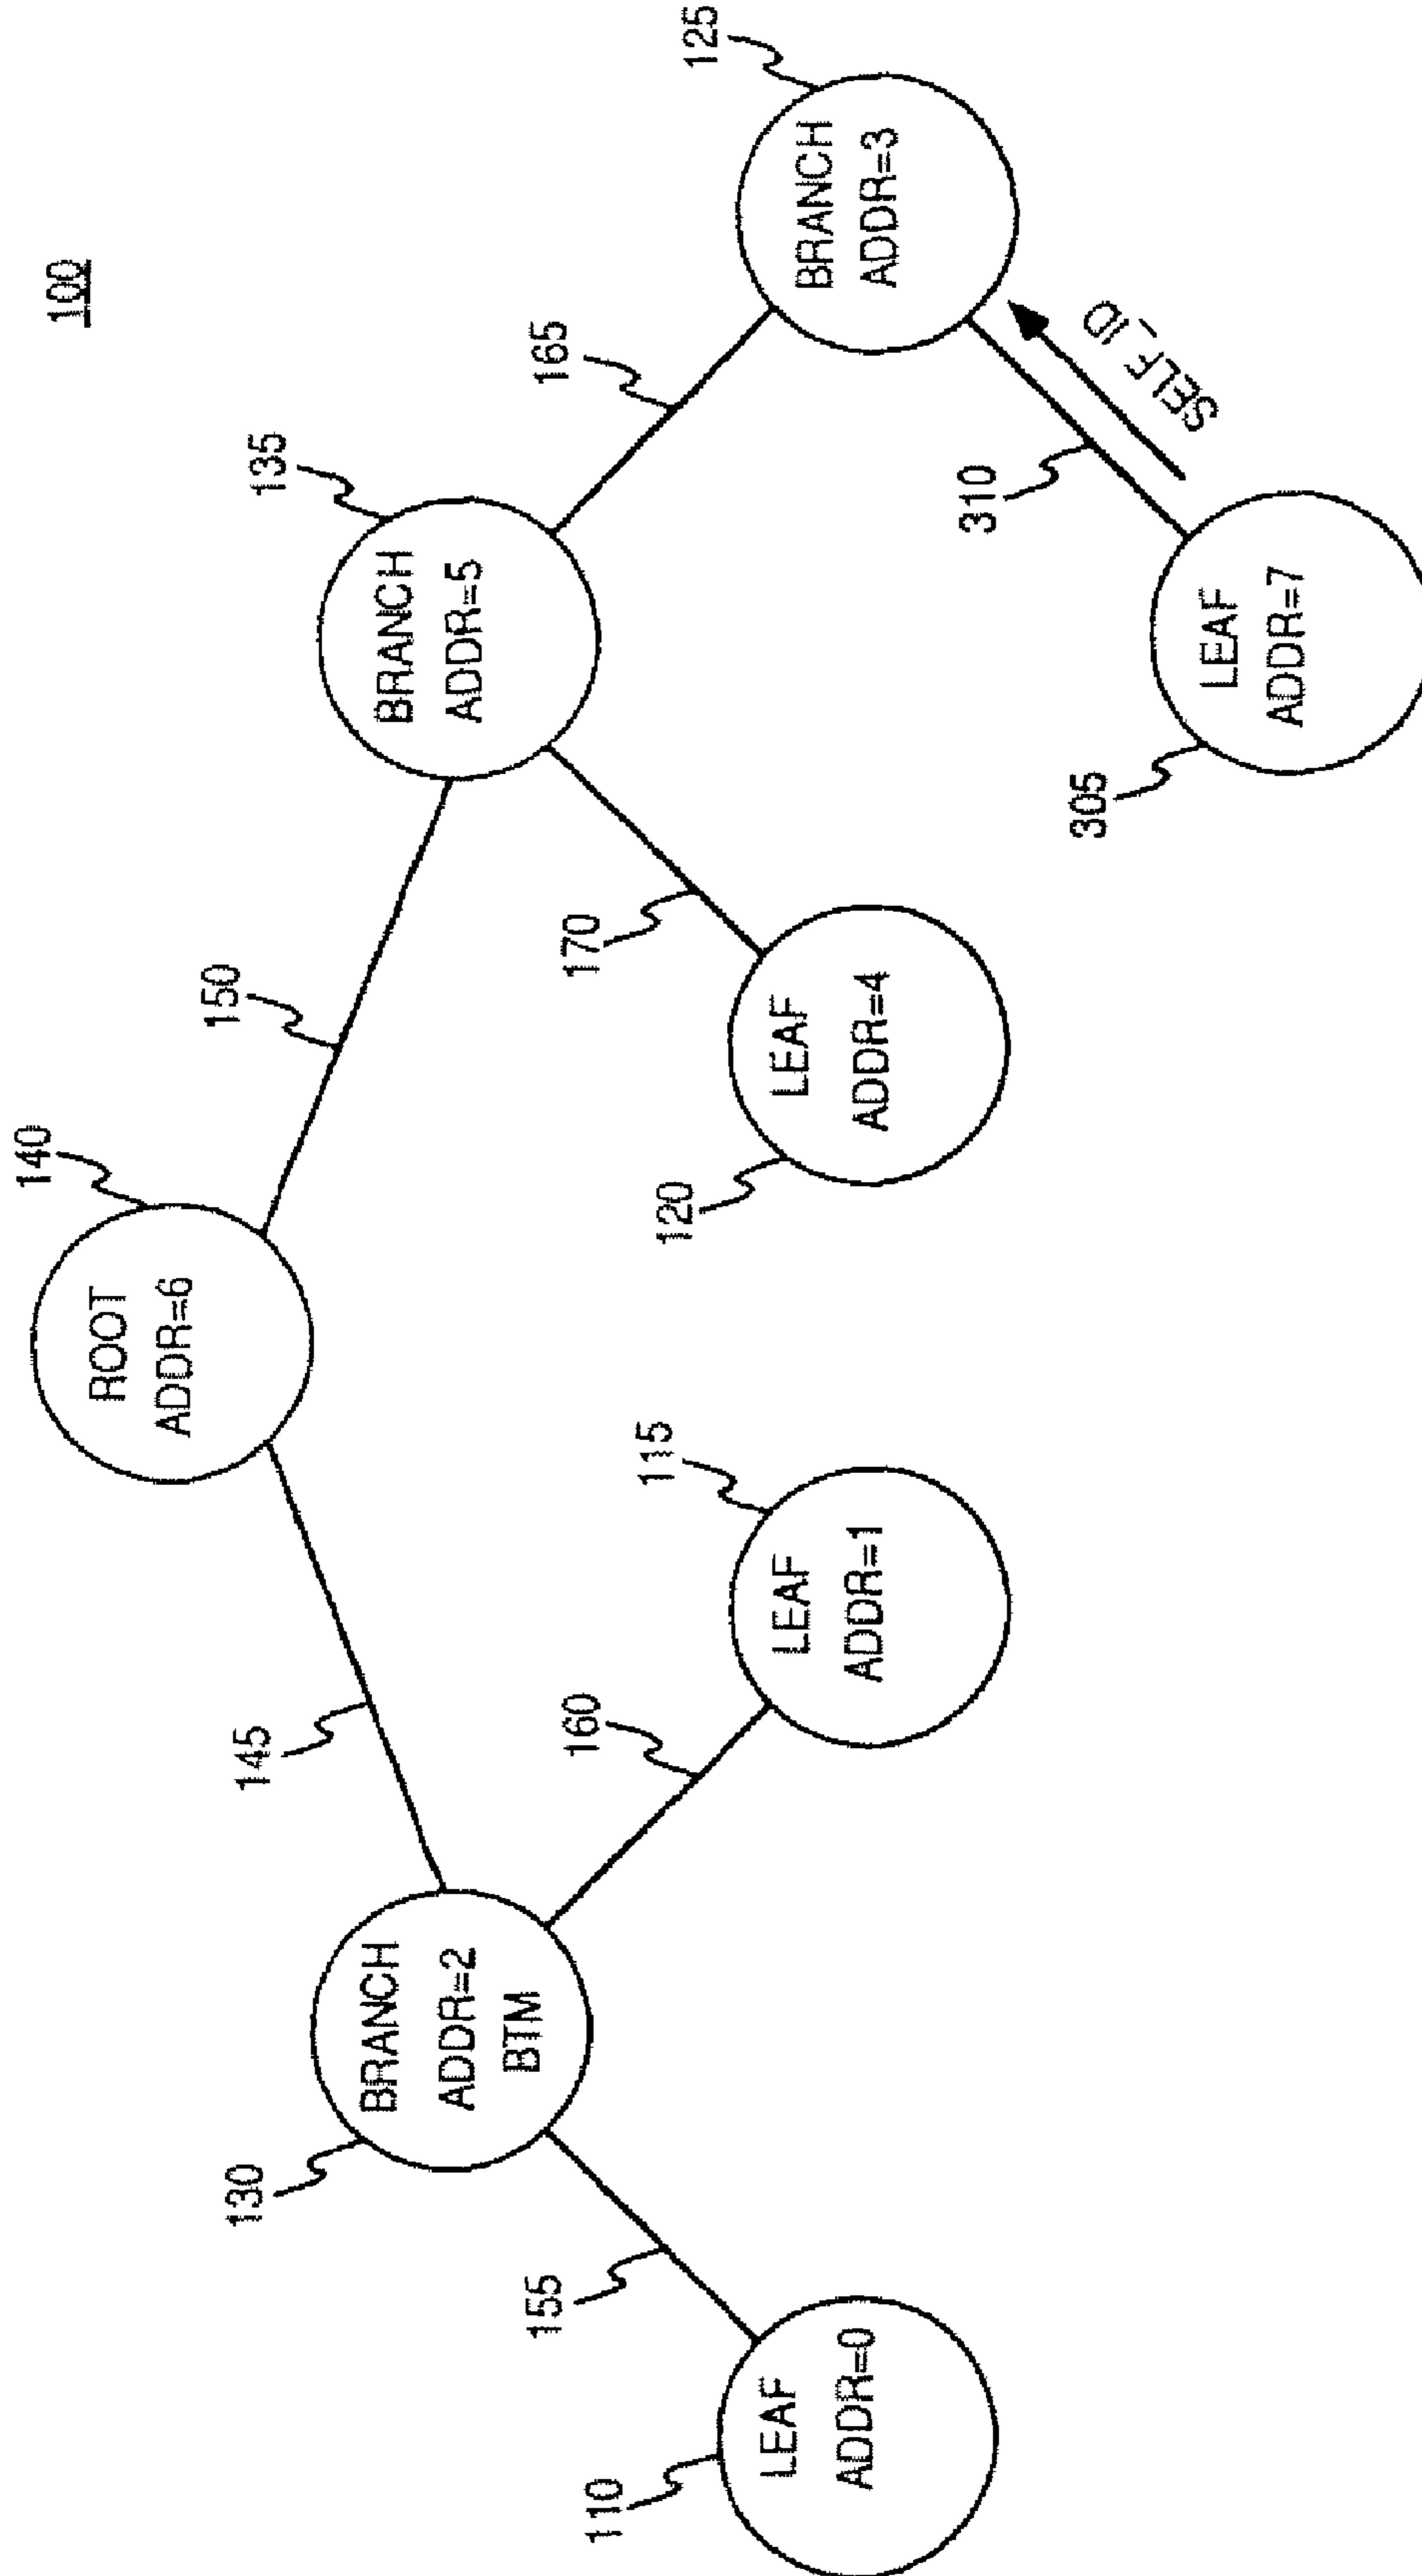 100
140
ROOT
ADDR=6
145
150
130
BRANCH
ADDR=2
BTM
135
BRANCH
ADDR=5
155
160
170
165
125
110
LEAF
ADDR=0
115
LEAF
ADDR=1
120
LEAF
ADDR=4
BRANCH
ADDR=3
310
SELF_ID
305
LEAF
ADDR=7